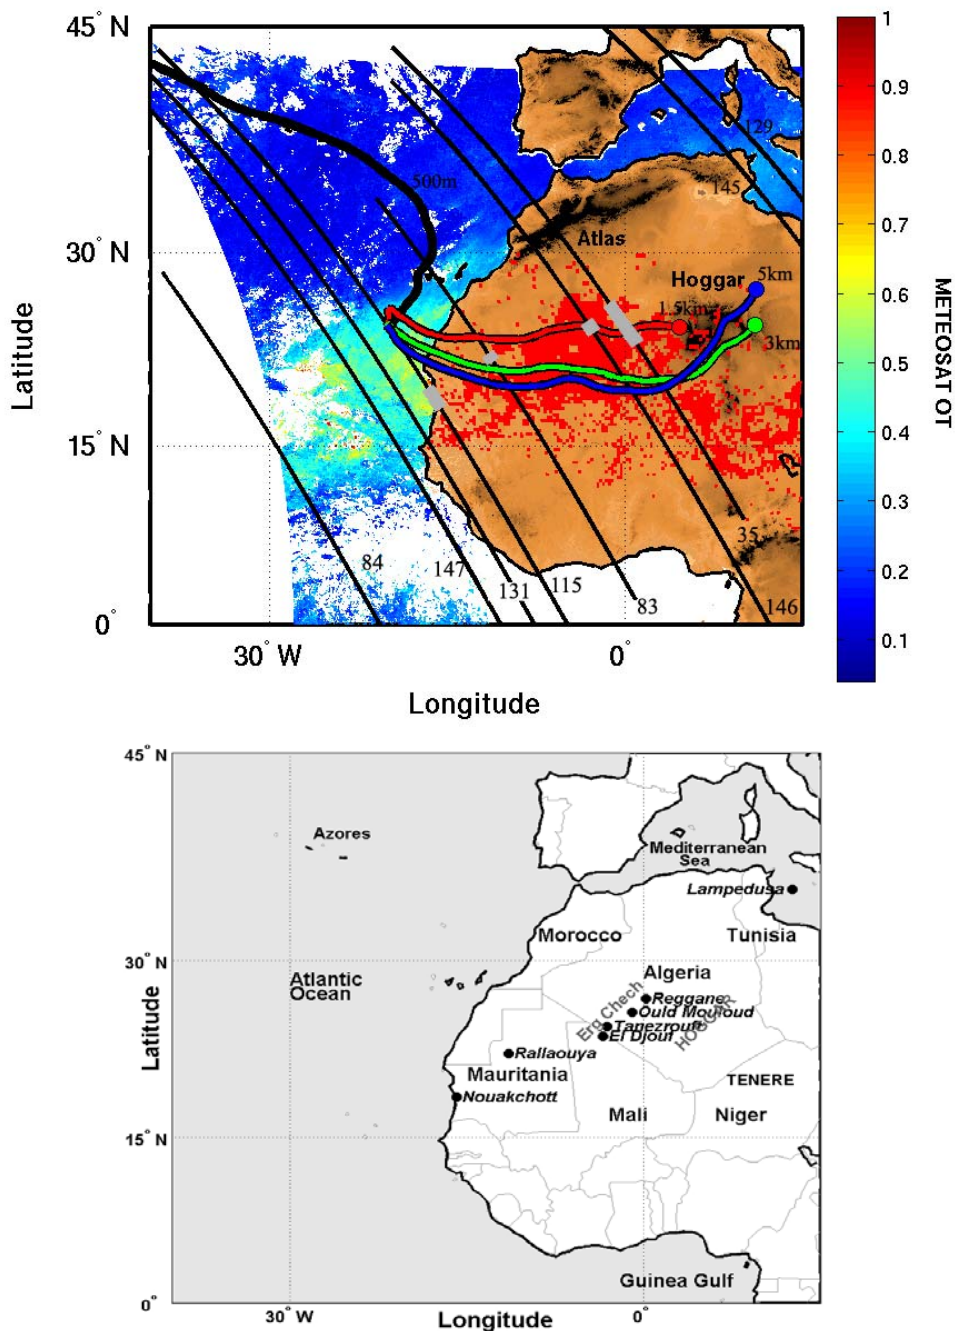 45° N
1
129
0.9
500m
0.8
145
Atlas
30° N
0.7
Hoggar
5km
1.5km
0.6
3km
METEOSAT OT
Latitude
0.5
15° N
0.4
0.3
35
84
147
131
115
83
146
0.2
0°
0.1
30° W
0°
Longitude
45° N
Azores
Mediterranean
Sea
Lampedusa
Morocco
Tunisia
30° N
Atlantic
Ocean
Algeria
Reggane
Erg Chech
Ould Mouloud
HOGGAR
Tanezrouft
El Djouf
Latitude
Rallaouya
Mauritania
TENERE
Nouakchott
Mali
Niger
15° N
Guinea Gulf
0°
30° W
0°
Longitude